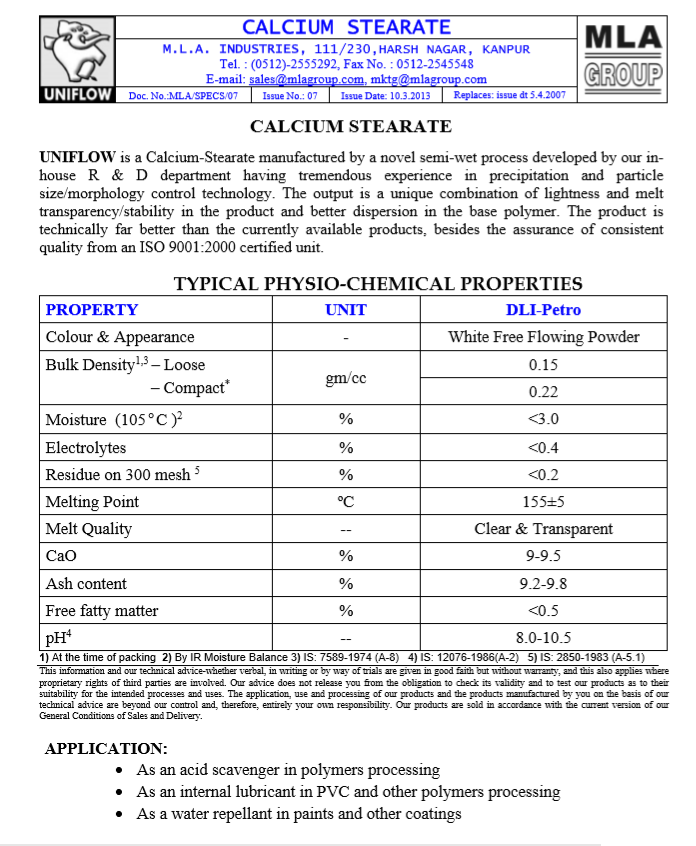 CALCIUM STEARATE
M.L.A. INDUSTRIES, 111/230,HARSH NAGAR, KANPUR
Tel. : (0512)-2555292, Fax No. : 0512-2545548
E-mail: sales@mlagroup.com, mktg@mlagroup.com
UNIFLOW
Doc. No.:MLA/SPECS/07 Issue No.: 07 Issue Date: 10.3.2013 Replaces: issue dt 5.4.2007
MLA
GROUP
CALCIUM STEARATE
UNIFLOW is a Calcium-Stearate manufactured by a novel semi-wet process developed by our in-
house R & D department having tremendous experience in precipitation and particle
size/morphology control technology. The output is a unique combination of lightness and melt
transparency/stability in the product and better dispersion in the base polymer. The product is
technically far better than the currently available products, besides the assurance of consistent
quality from an ISO 9001:2000 certified unit.
TYPICAL PHYSIO-CHEMICAL PROPERTIES
PROPERTY UNIT DLI-Petro
Colour & Appearance - White Free Flowing Powder
Bulk Density1,3 – Loose gm/cc 0.15
– Compact* 0.22
Moisture (105°C )2 % <3.0
Electrolytes % <0.4
Residue on 300 mesh 5 % <0.2
Melting Point °C 155±5
Melt Quality -- Clear & Transparent
CaO % 9-9.5
Ash content % 9.2-9.8
Free fatty matter % <0.5
pH4 -- 8.0-10.5
1) At the time of packing 2) By IR Moisture Balance 3) IS: 7589-1974 (A-8) 4) IS: 12076-1986(A-2) 5) IS: 2850-1983 (A-5.1)
This information and our technical advice-whether verbal, in writing or by way of trials are given in good faith but without warranty, and this also applies where
proprietary rights of third parties are involved. Our advice does not release you from the obligation to check its validity and to test our products as to their
suitability for the intended processes and uses. The application, use and processing of our products and the products manufactured by you on the basis of our
technical advice are beyond our control and, therefore, entirely your own responsibility. Our products are sold in accordance with the current version of our
General Conditions of Sales and Delivery.
APPLICATION:
• As an acid scavenger in polymers processing
• As an internal lubricant in PVC and other polymers processing
• As a water repellant in paints and other coatings